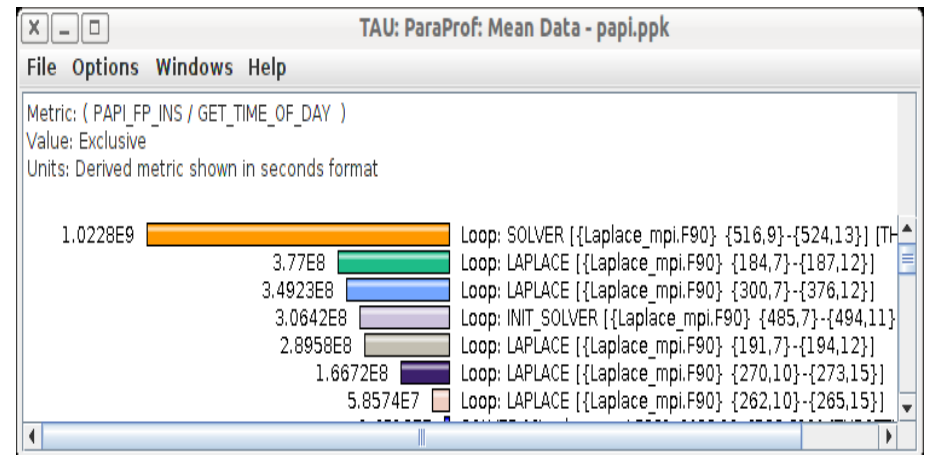 TAU: ParaProf: Mean Data - papi.ppk
File Options Windows Help
Metric: ( PAPI_FP_INS / GET_TIME_OF_DAY )
Value: Exclusive
Units: Derived metric shown in seconds format
1.0228E9 Loop: SOLVER [{Laplace_mpi.F90} {516,9}-{524,13}] [TH
3.77E8 Loop: LAPLACE [{Laplace_mpi.F90} {184,7}-{187,12}]
3.4923E8 Loop: LAPLACE [{Laplace_mpi.F90} {300,7}-{376,12}]
3.0642E8 Loop: INIT_SOLVER [{Laplace_mpi.F90} {485,7}-{494,11}
2.8958E8 Loop: LAPLACE [{Laplace_mpi.F90} {191,7}-{194,12}]
1.6672E8 Loop: LAPLACE [{Laplace_mpi.F90} {270,10}-{273,15}]
5.8574E7 Loop: LAPLACE [{Laplace_mpi.F90} {262,10}-{265,15}]